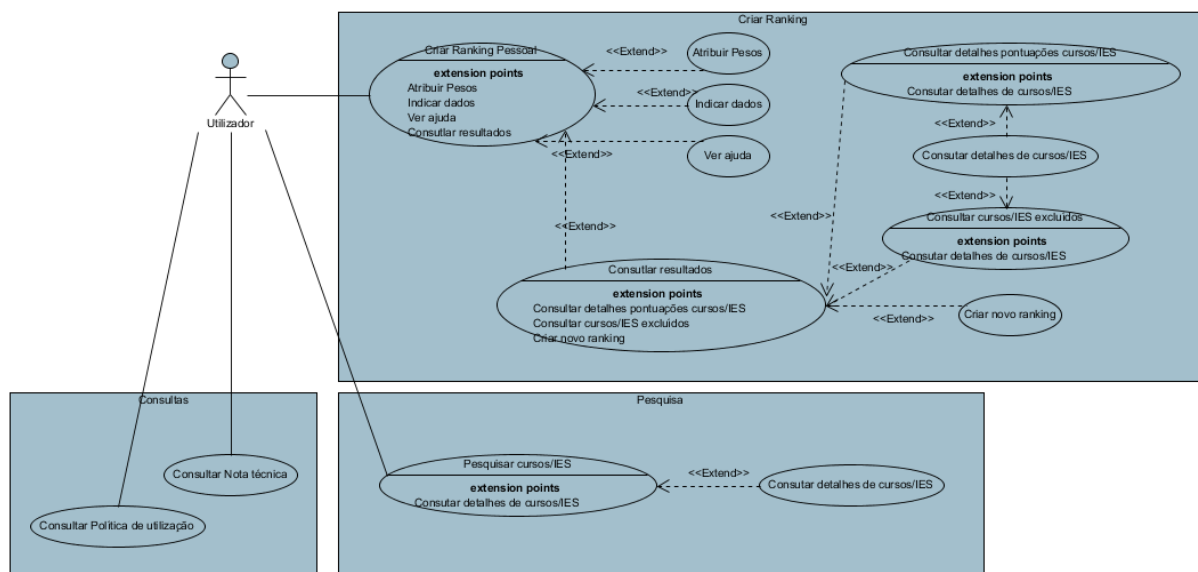 Criar Ranking
Utilizador
Criar Ranking Pessoal
extension points
Atribuir Pesos
Indicar dados
Ver ajuda
Consutlar resultados
<<Extend>>
Atribuir Pesos
<<Extend>>
Indicar dados
<<Extend>>
Ver ajuda
<<Extend>>
Consutlar resultados
extension points
Consultar detalhes pontuações cursos/IES
Consultar cursos/IES excluidos
Criar novo ranking
Consultar detalhes pontuações cursos/IES
extension points
Consutar detalhes de cursos/IES
<<Extend>>
Consutar detalhes de cursos/IES
<<Extend>>
<<Extend>>
Consultar cursos/IES excluidos
extension points
Consutar detalhes de cursos/IES
<<Extend>>
<<Extend>>
Criar novo ranking
Consultas
Consultar Nota técnica
Consultar Politica de utilização
Pesquisa
Pesquisar cursos/IES
extension points
Consutar detalhes de cursos/IES
<<Extend>>
Consutar detalhes de cursos/IES